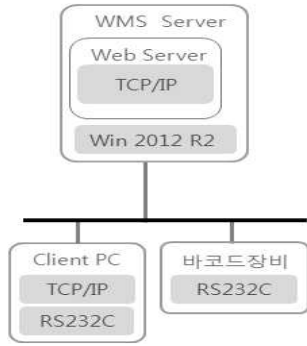 WMS Server
Web Server
TCP/IP
Win 2012 R2
Client PC
TCP/IP
RS232C
바코드장비
RS232C